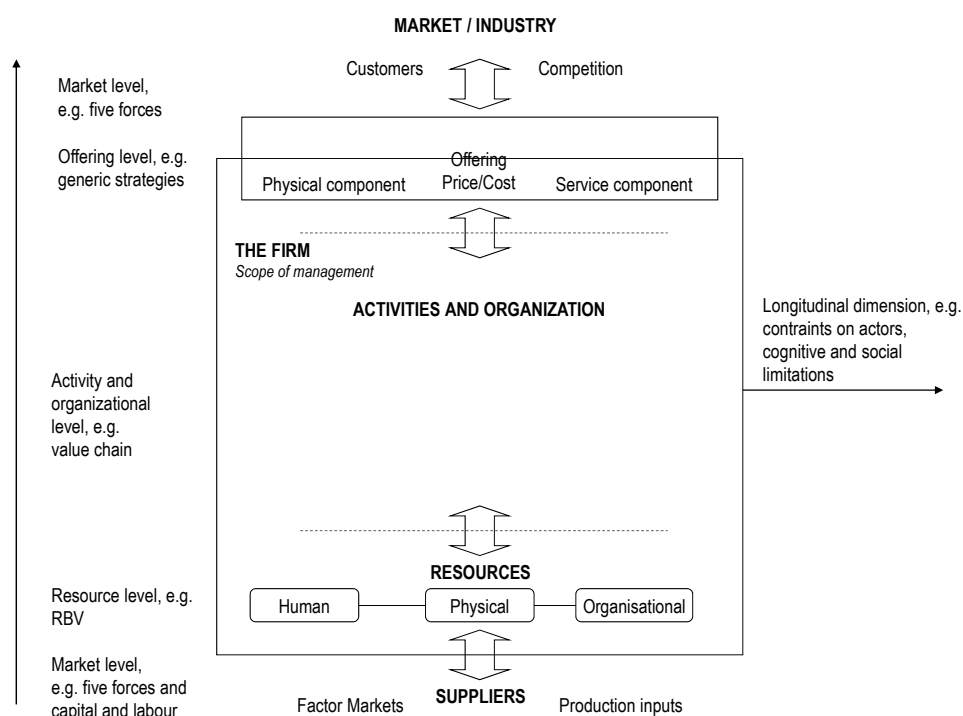 MARKET / INDUSTRY
Customers
Competition
Market level,
e.g. five forces
Offering level, e.g.
generic strategies
Offering
Physical component
Price/Cost
Service component
THE FIRM
Scope of management
ACTIVITIES AND ORGANIZATION
Longitudinal dimension, e.g.
contraints on actors,
cognitive and social
limitations
Activity and
organizational
level, e.g.
value chain
RESOURCES
Resource level, e.g.
RBV
Human
Physical
Organisational
Market level,
e.g. five forces and
capital and labour
Factor Markets
SUPPLIERS
Production inputs